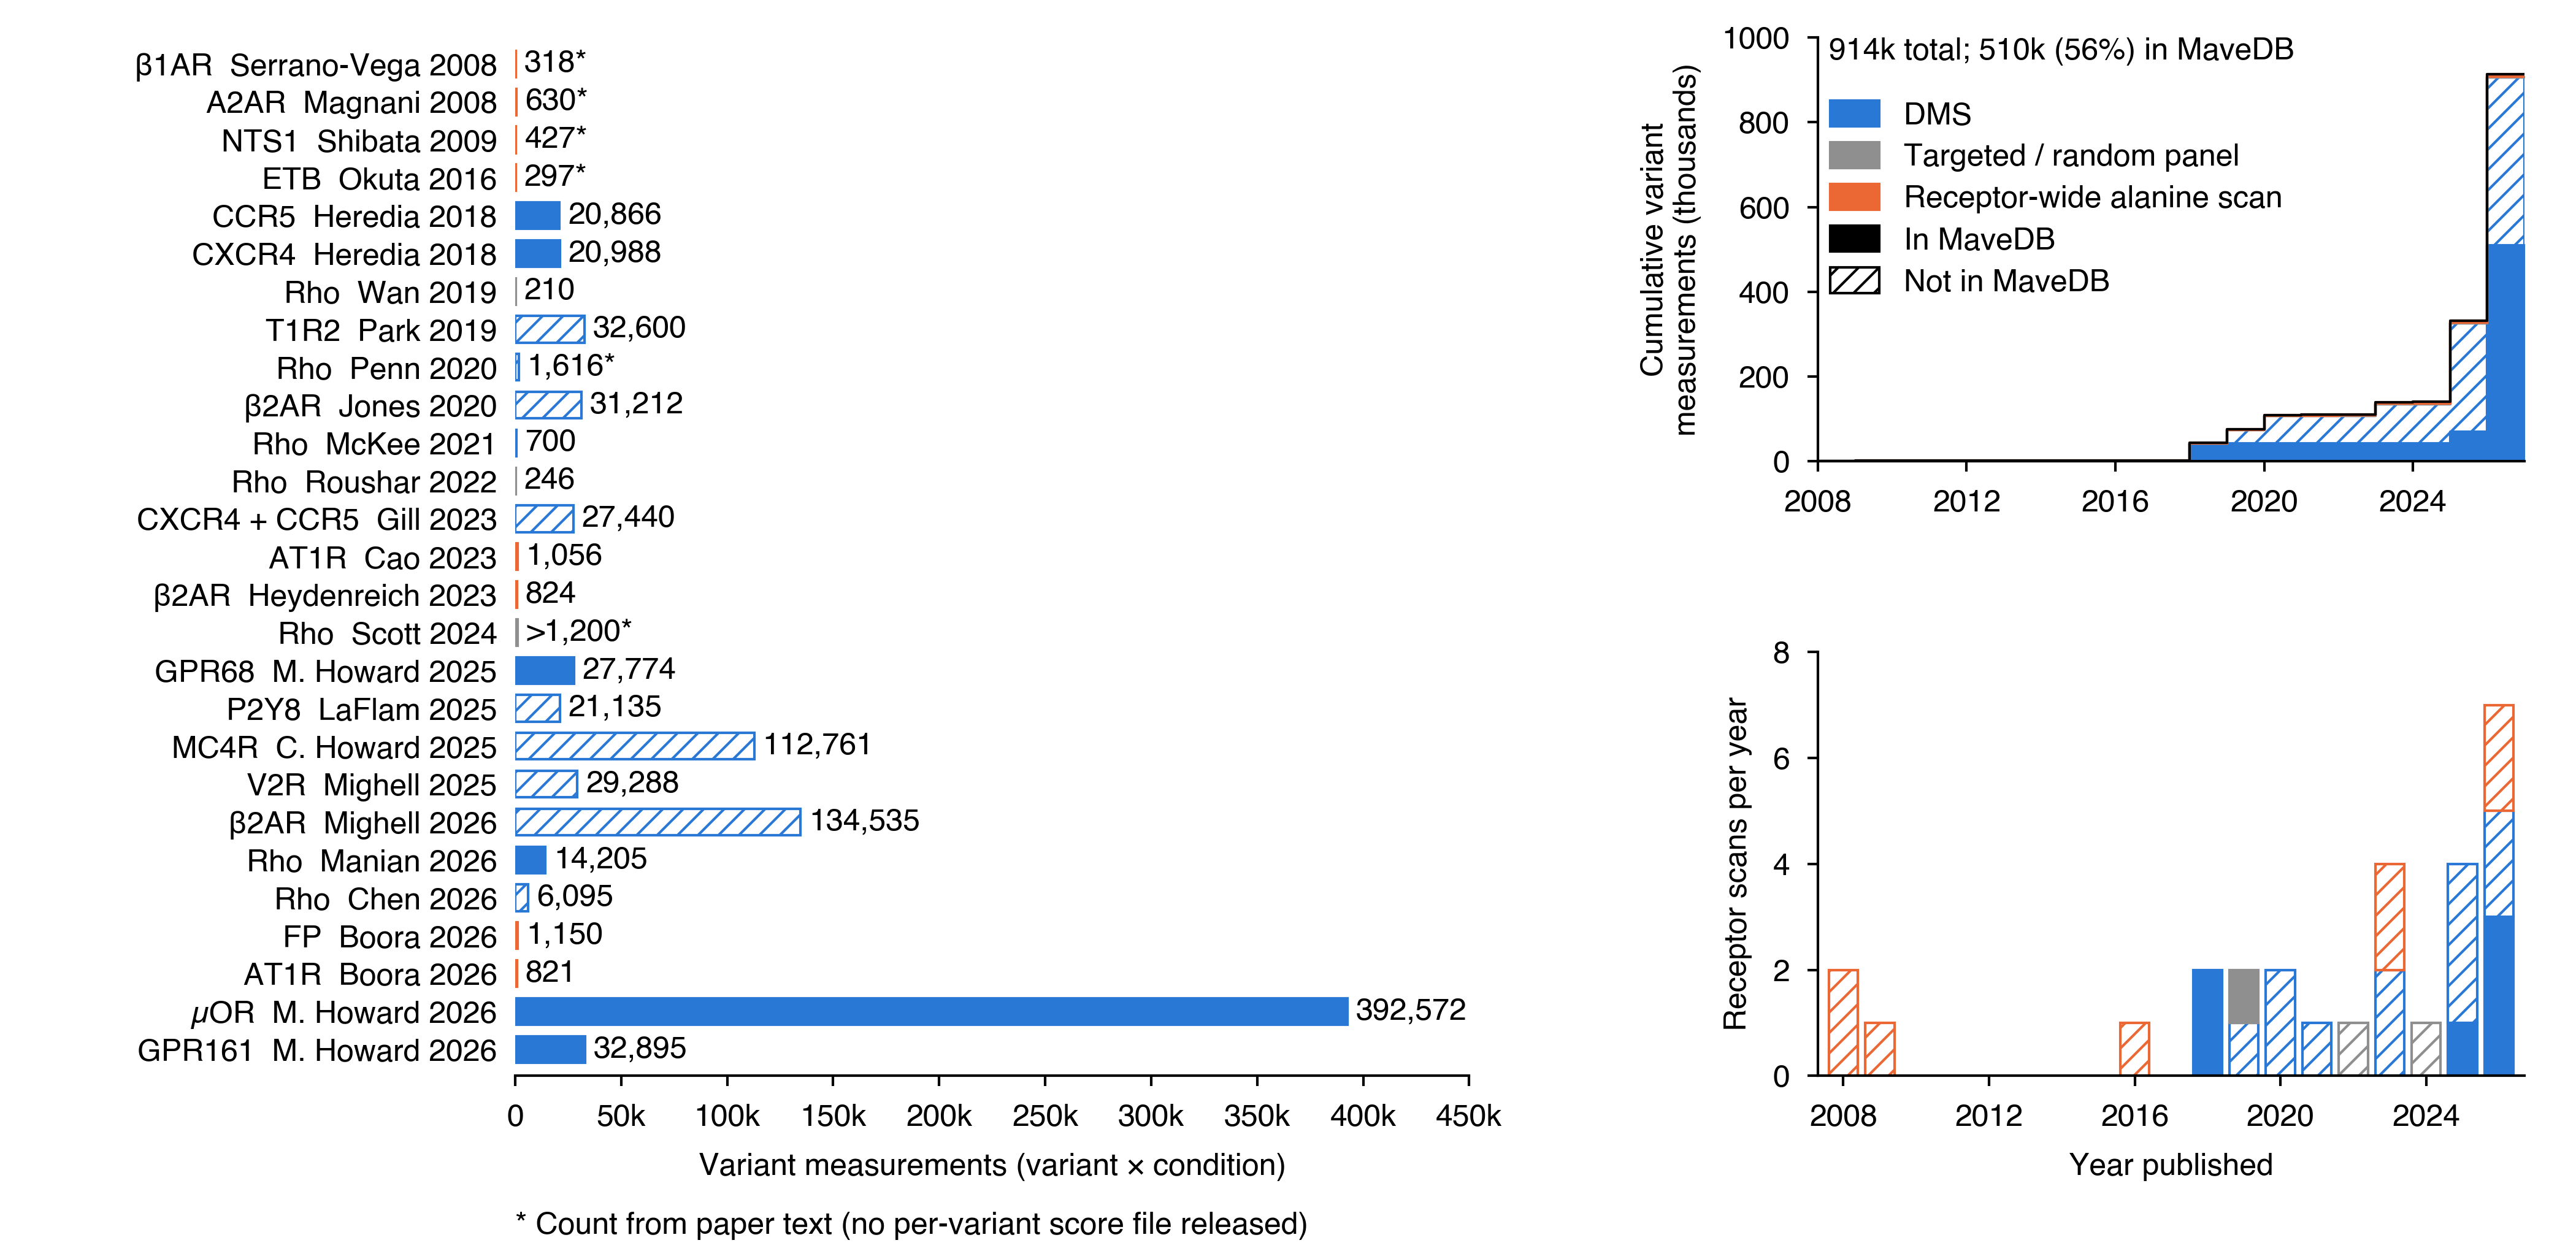 β1AR Serrano-Vega 2008 318*
A2AR Magnani 2008 630*
NTS1 Shibata 2009 427*
ETB Okuta 2016 297*
CCR5 Heredia 2018 20,866
CXCR4 Heredia 2018 20,988
Rho Wan 2019 210
T1R2 Park 2019 32,600
Rho Penn 2020 1,616*
β2AR Jones 2020 31,212
Rho McKee 2021 700
Rho Roushar 2022 246
CXCR4 + CCR5 Gill 2023 27,440
AT1R Cao 2023 1,056
β2AR Heydenreich 2023 824
Rho Scott 2024 >1,200*
GPR68 M. Howard 2025 27,774
P2Y8 LaFlam 2025 21,135
MC4R C. Howard 2025 112,761
V2R Mighell 2025 29,288
β2AR Mighell 2026 134,535
Rho Manian 2026 14,205
Rho Chen 2026 6,095
FP Boora 2026 1,150
AT1R Boora 2026 821
µOR M. Howard 2026 392,572
GPR161 M. Howard 2026 32,895
0 50k 100k 150k 200k 250k 300k 350k 400k 450k
Variant measurements (variant × condition)
* Count from paper text (no per-variant score file released)
Cumulative variant
measurements (thousands)
1000
800
600
400
200
0
914k total; 510k (56%) in MaveDB
DMS
Targeted / random panel
Receptor-wide alanine scan
In MaveDB
Not in MaveDB
2008 2012 2016 2020 2024
Receptor scans per year
8
6
4
2
0
2008 2012 2016 2020 2024
Year published